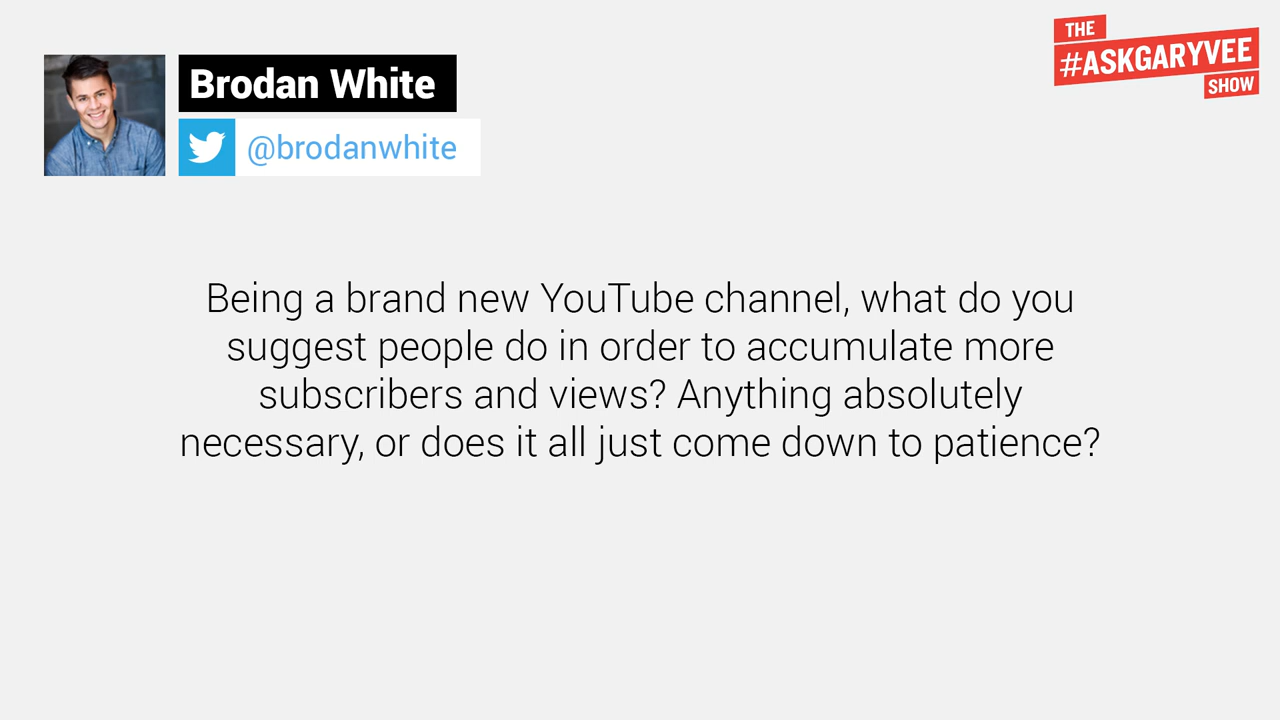 THE
#ASKGARYVEE
SHOW
Brodan White
@brodanwhite
Being a brand new YouTube channel, what do you
suggest people do in order to accumulate more
subscribers and views? Anything absolutely
necessary, or does it all just come down to patience?